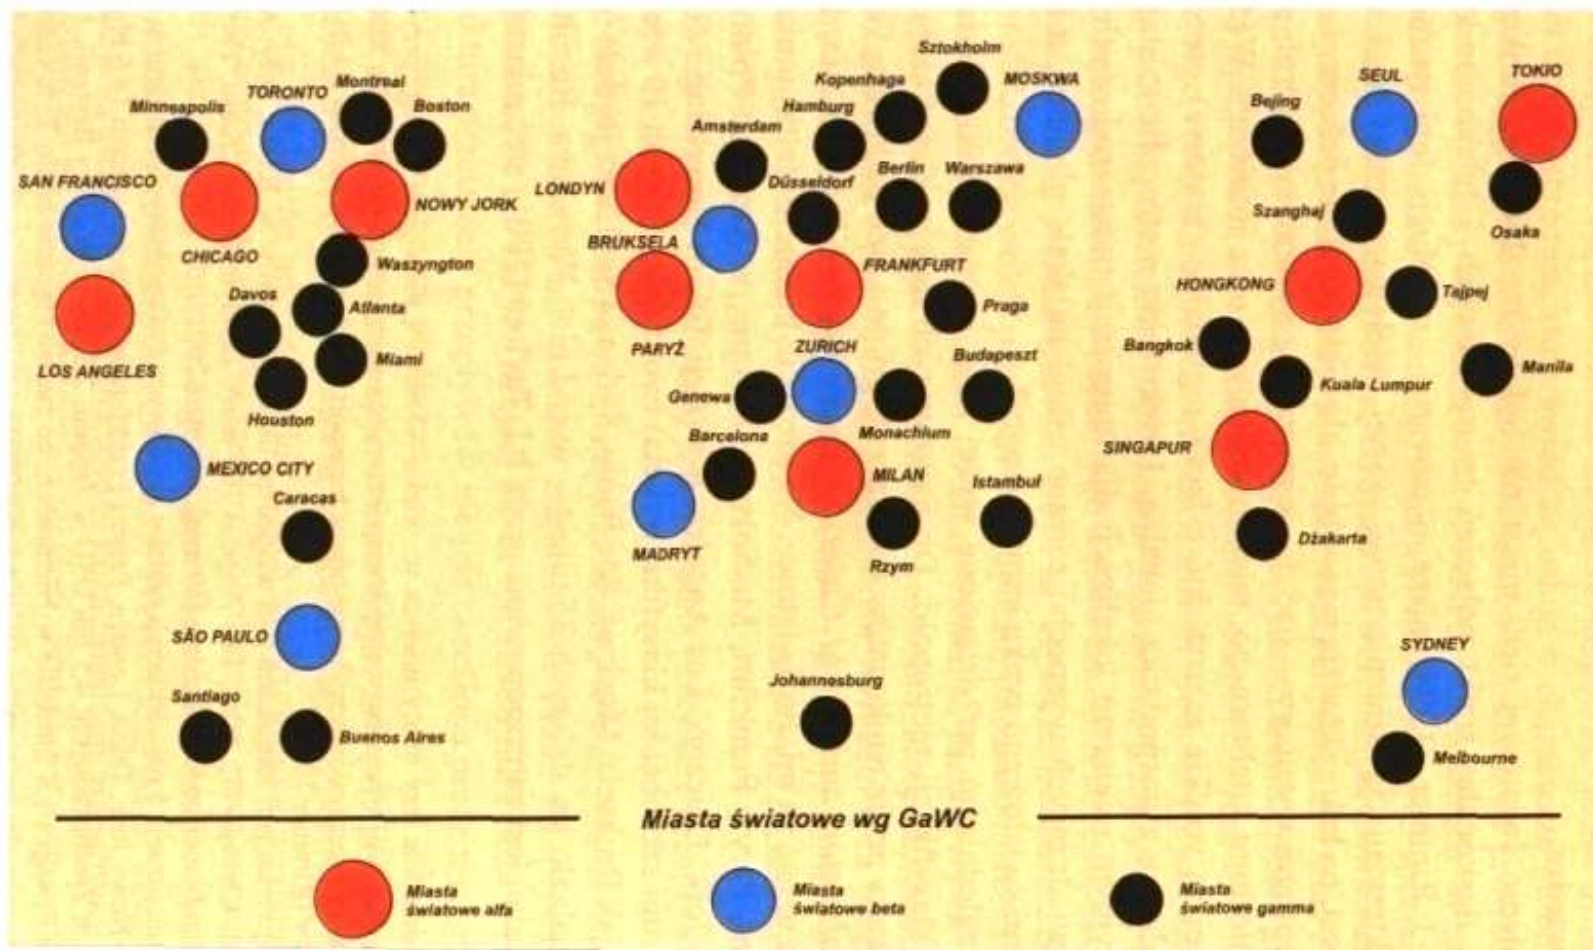 Sztokholm
Kopenhaga
MOSKWA
SEUL
TOKIO
Montreal
TORONTO
Minneapolis
Boston
Hamburg
Bejing
Amsterdam
Berlin
Warszawa
Düsseldorf
SAN FRANCISCO
LONDYN
NOWY JORK
Szanghaj
Osaka
BRUKSELA
CHICAGO
Waszyngton
FRANKFURT
HONGKONG
Tajpej
Davos
Atlanta
Praga
PARYŻ
ZURICH
Bangkok
Budapeszt
Miami
LOS ANGELES
Manila
Kuala Lumpur
Genewa
Houston
Monachium
Barcelona
SINGAPUR
MEXICO CITY
MILAN
Istambuł
Caracas
Dżakarta
MADRYT
Rzym
SÃO PAULO
SYDNEY
Johannesburg
Santiago
Buenos Aires
Melbourne
Miasta światowe wg GaWC
Miasta
światowe alfa
Miasta
światowe beta
Miasta
światowe gamma